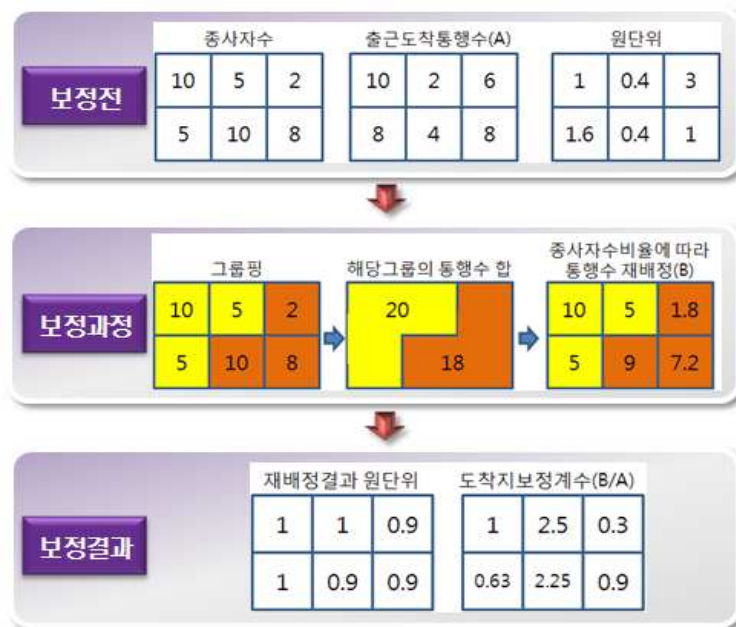 종사자수 출근도착통행수(A) 원단위
보정전
10 5 2 10 2 6 1 0.4 3
5 10 8 8 4 8 1.6 0.4 1
종사자수비율에 따라
그룹핑 해당그룹의 통행수 합 통행수 재배정(B)
보정과정
10 5 2 20 10 5 1.8
5 10 8 18 5 9 7.2
재배정결과 원단위 도착지보정계수(B/A)
보정결과
1 1 0.9 1 2.5 0.3
1 0.9 0.9 0.63 2.25 0.9